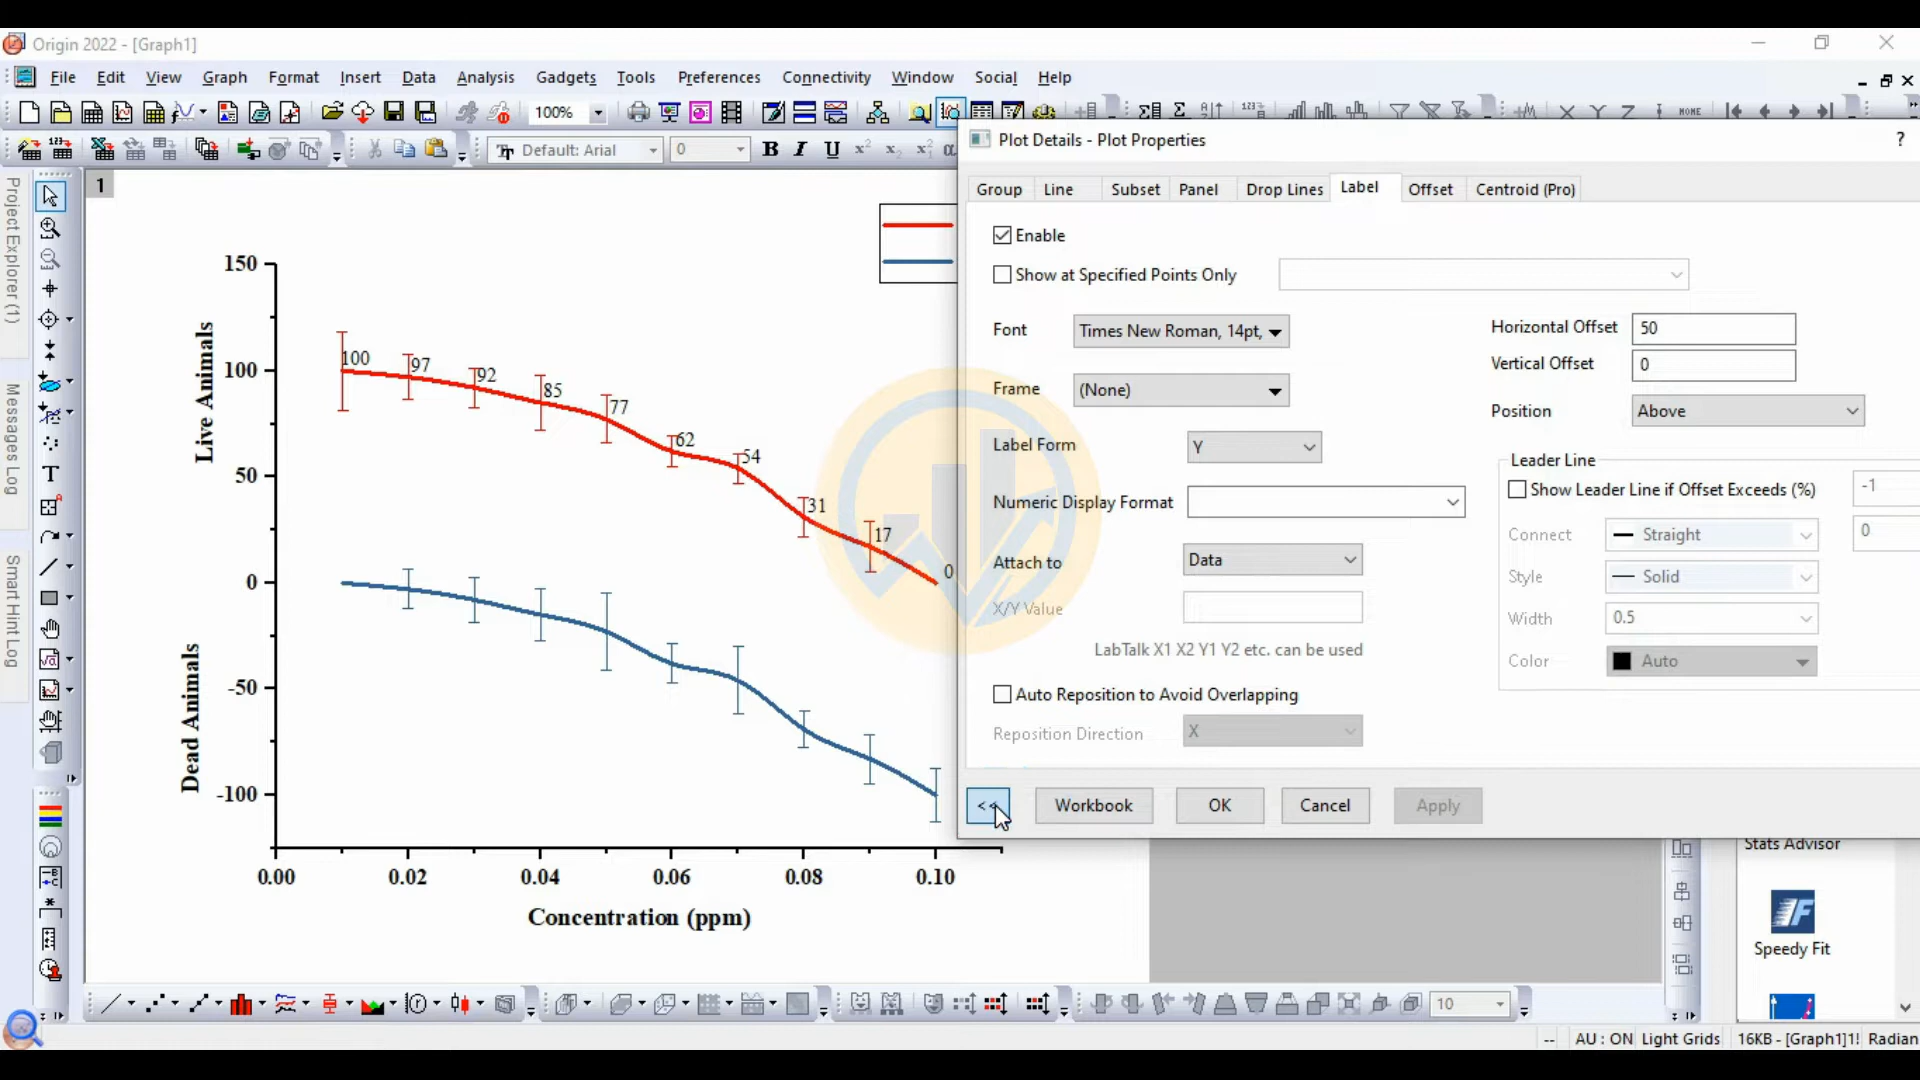 Origin 2022 - [Graph1]
File Edit View Graph Format Insert Data Analysis Gadgets Tools Preferences Connectivity Window Social Help
100%
Default: Arial 0 B I U
Plot Details - Plot Properties ?
Group Line Subset Panel Drop Lines Label Offset Centroid (Pro)
Enable
Show at Specified Points Only
Font Times New Roman, 14pt,
Horizontal Offset 50
Vertical Offset 0
Frame (None)
Position Above
Label Form Y
Leader Line
Show Leader Line if Offset Exceeds (%) -1
Numeric Display Format
Connect Straight 0
Attach to Data
Style Solid
X/Y Value
Width 0.5
LabTalk X1 X2 Y1 Y2 etc. can be used
Color Auto
Auto Reposition to Avoid Overlapping
Reposition Direction X
<< Workbook OK Cancel Apply
Project Explorer (1)
Messages Log
Smart Hint Log
1
150
100
50
0
-50
-100
Live Animals
Dead Animals
100 97 92 85 77 62 54 31 17 0
0.00 0.02 0.04 0.06 0.08 0.10
Concentration (ppm)
Stats Advisor
Speedy Fit
10
-- AU : ON Light Grids 16KB - [Graph1]1! Radian